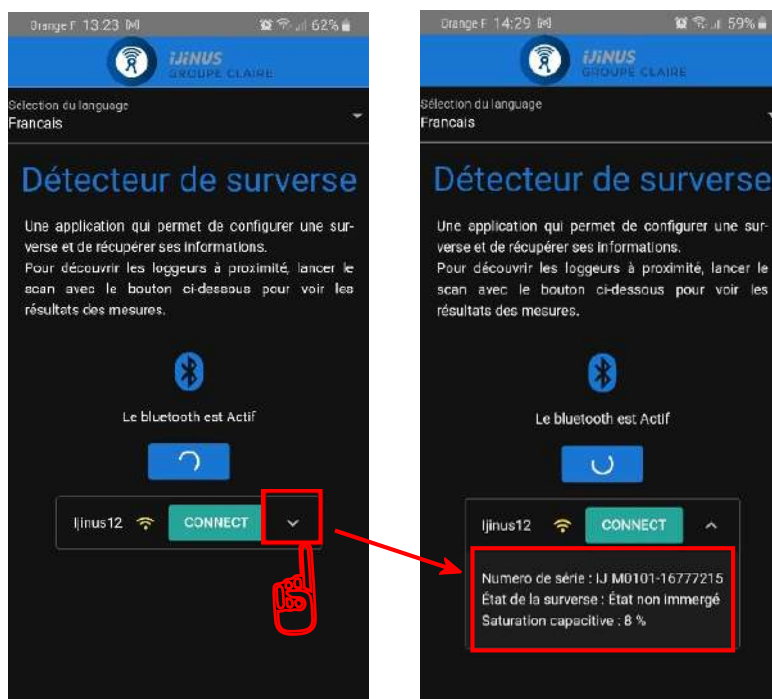 Orange F 13:23
62%
iJiNUS
GROUPE CLAIRE
Sélection du language
Francais
Détecteur de surverse
Une application qui permet de configurer une sur-
verse et de récupérer ses informations.
Pour découvrir les loggeurs à proximité, lancer le
scan avec le bouton ci-dessous pour voir les
résultats des mesures.
Le bluetooth est Actif
Ijinus12
CONNECT
Orange F 14:29
59%
iJiNUS
GROUPE CLAIRE
Sélection du language
Francais
Détecteur de surverse
Une application qui permet de configurer une sur-
verse et de récupérer ses informations.
Pour découvrir les loggeurs à proximité, lancer le
scan avec le bouton ci-dessous pour voir les
résultats des mesures.
Le bluetooth est Actif
Ijinus12
CONNECT
Numero de série : IJ M0101-16777215
État de la surverse : État non immergé
Saturation capacitive : 8 %